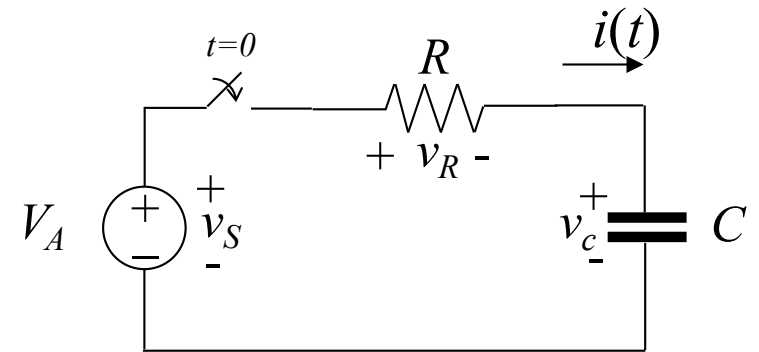 t=0
R
i(t)
+ v_R -
V_A
+
−
+
v_S
-
+
v_c
-
C